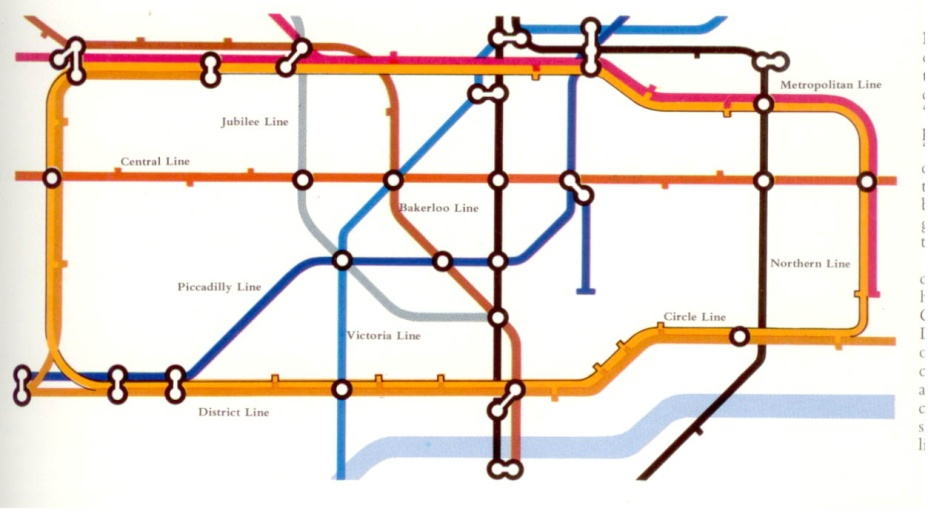 Metropolitan Line
Jubilee Line
Central Line
Bakerloo Line
Northern Line
Piccadilly Line
Circle Line
Victoria Line
District Line